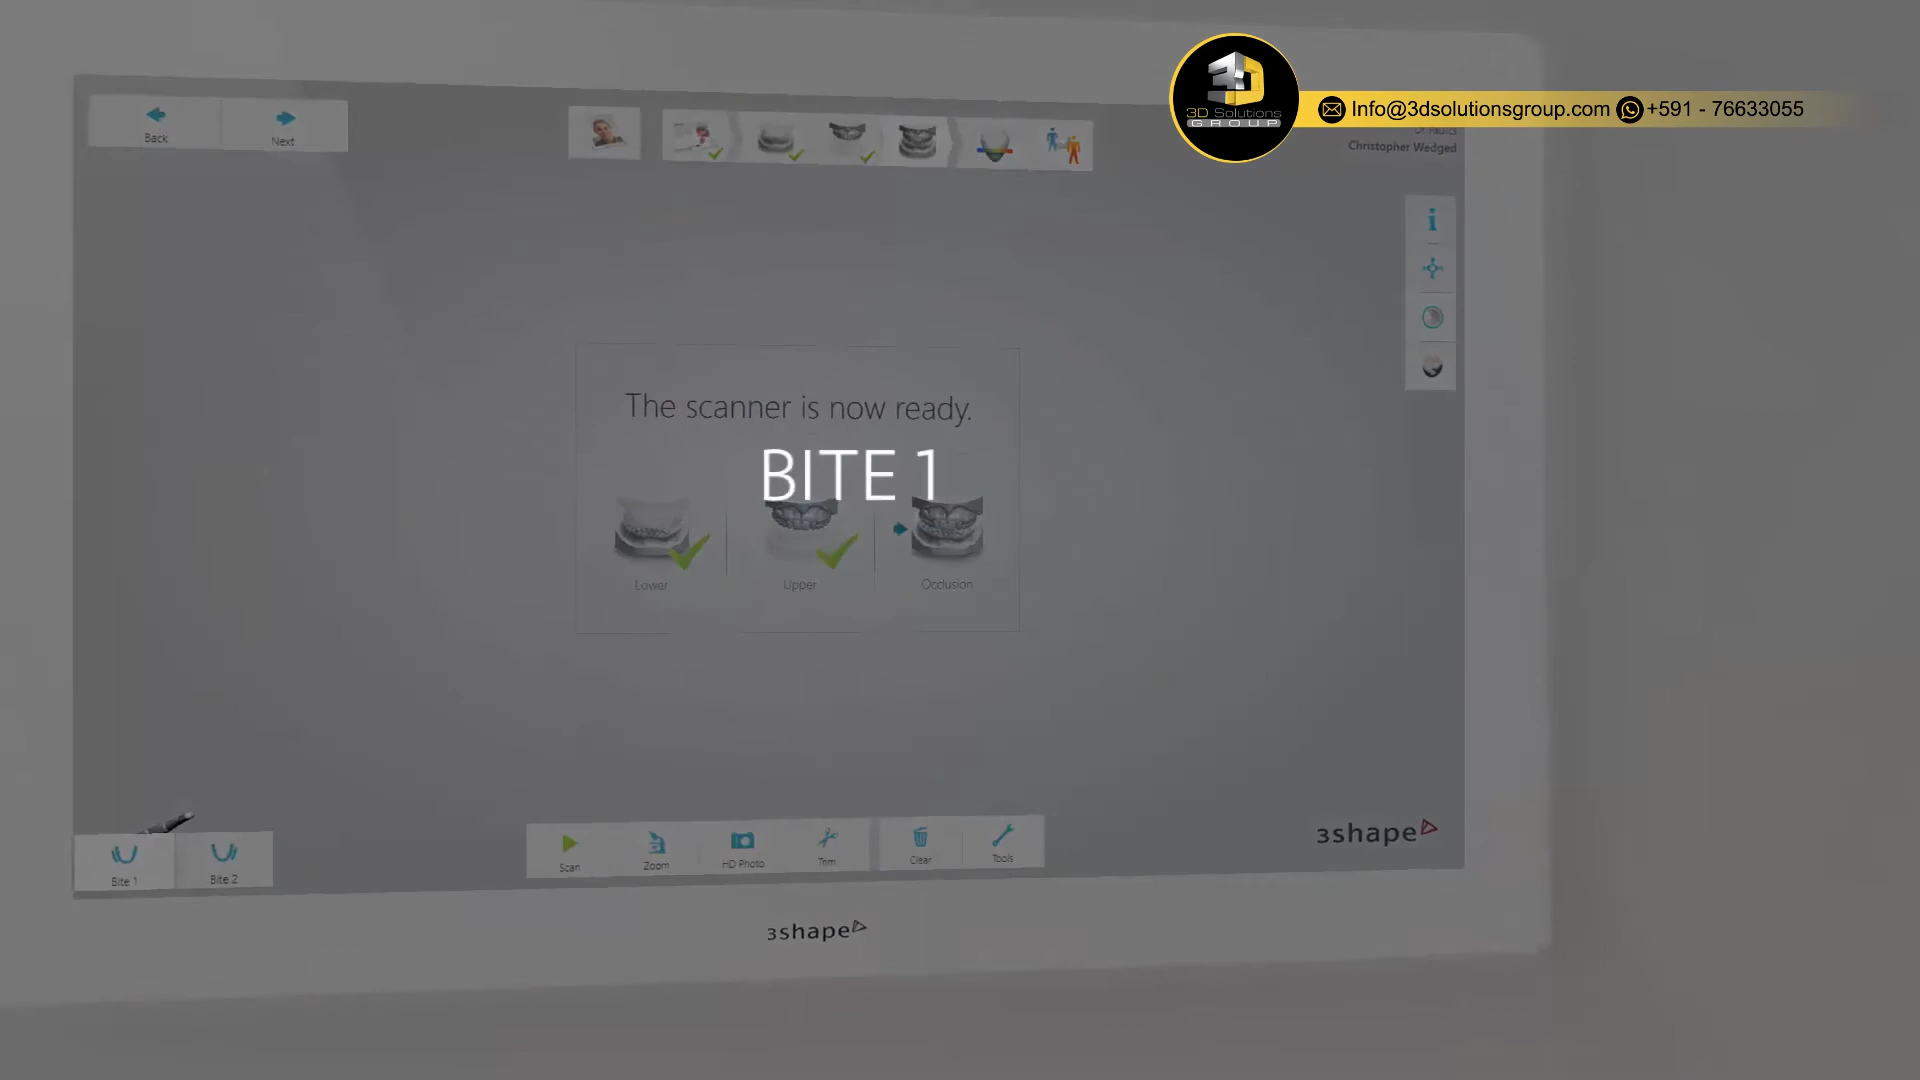 3D Solutions
GROUP
Info@3dsolutionsgroup.com +591 - 76633055
Back
Next
Christopher Wedged
The scanner is now ready.
BITE 1
Lower
Upper
Occlusion
Bite 1
Bite 2
Scan
Zoom
HD Photo
Trim
Clear
Tools
3shape
3shape